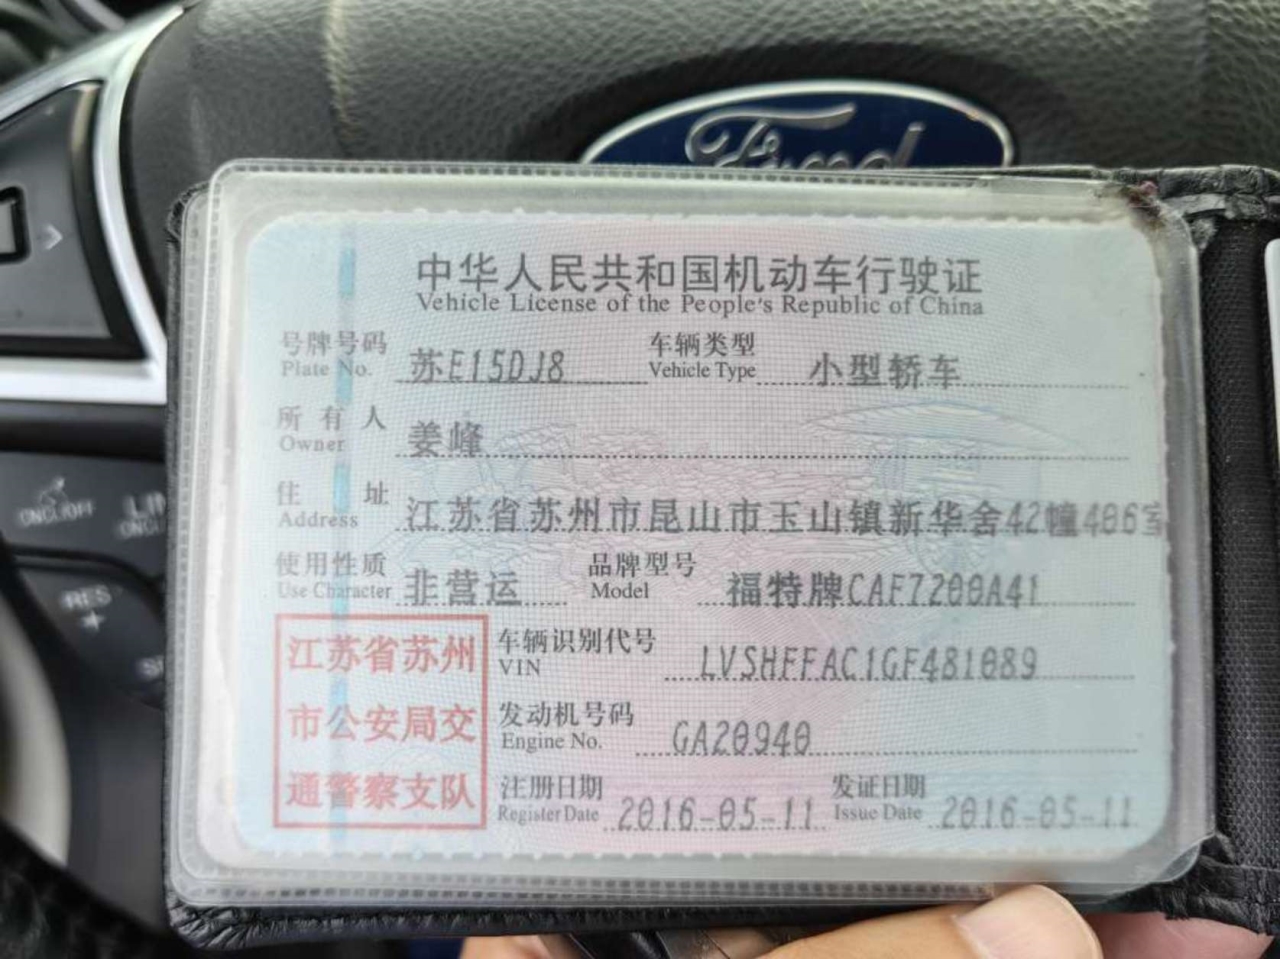 Ford
中华人民共和国机动车行驶证
Vehicle License of the People's Republic of China
号牌号码 苏E15DJ8 车辆类型 小型轿车
Plate No. Vehicle Type
所有人 姜峰
Owner
住址 江苏省苏州市昆山市玉山镇新华舍42幢406室
Address
使用性质 非营运 品牌型号 福特牌CAF7200A41
Use Character Model
江苏省苏州
市公安局交
通警察支队
车辆识别代号 LVSHFFAC1GF481089
VIN
发动机号码 GA20940
Engine No.
注册日期 2016-05-11 发证日期 2016-05-11
Register Date Issue Date
CNCL/OFF
RES
+